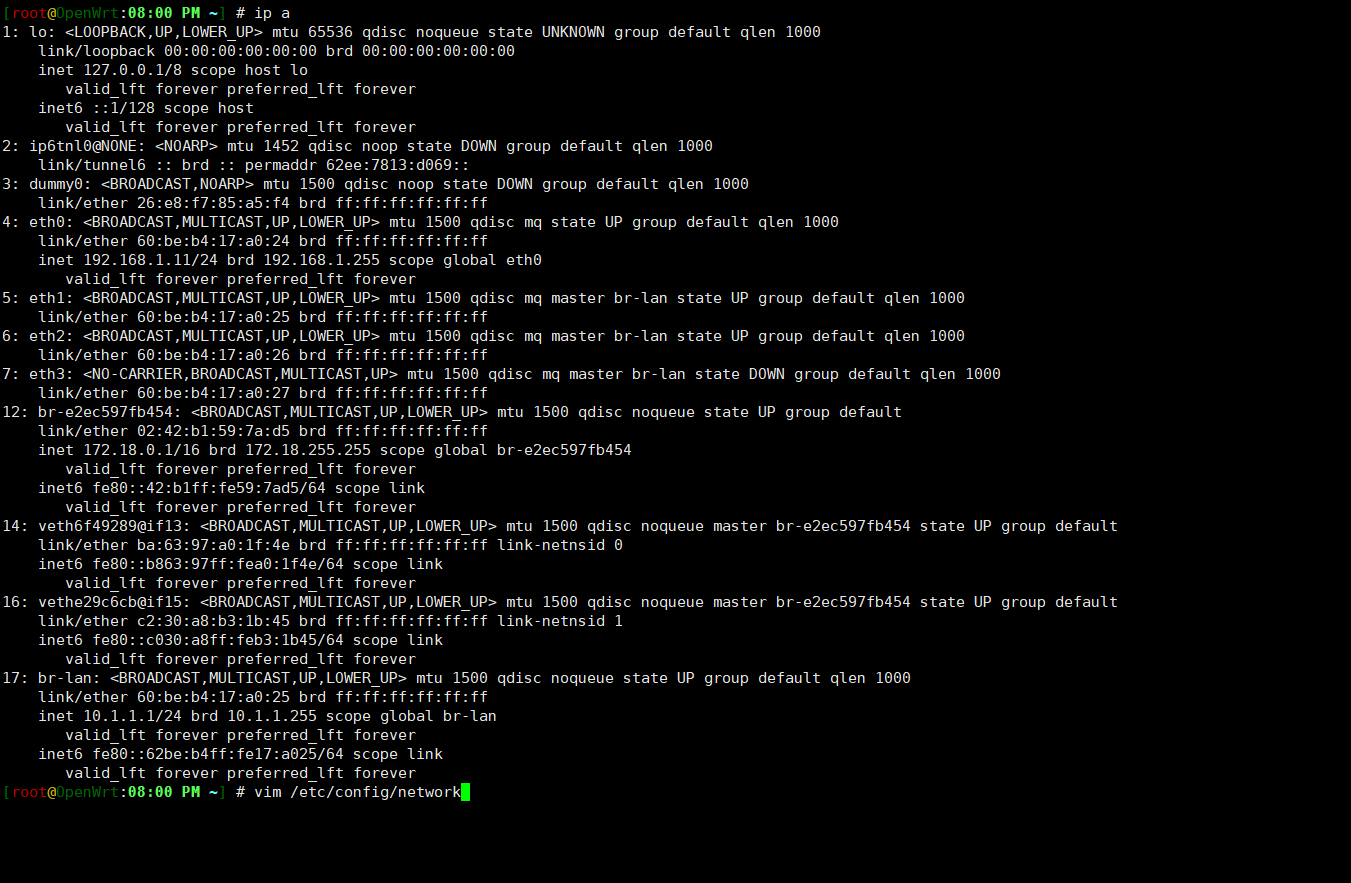 [root@OpenWrt:08:00 PM ~] # ip a
1: lo: <LOOPBACK,UP,LOWER_UP> mtu 65536 qdisc noqueue state UNKNOWN group default qlen 1000
    link/loopback 00:00:00:00:00:00 brd 00:00:00:00:00:00
    inet 127.0.0.1/8 scope host lo
       valid_lft forever preferred_lft forever
    inet6 ::1/128 scope host
       valid_lft forever preferred_lft forever
2: ip6tnl0@NONE: <NOARP> mtu 1452 qdisc noop state DOWN group default qlen 1000
    link/tunnel6 :: brd :: permaddr 62ee:7813:d069::
3: dummy0: <BROADCAST,NOARP> mtu 1500 qdisc noop state DOWN group default qlen 1000
    link/ether 26:e8:f7:85:a5:f4 brd ff:ff:ff:ff:ff:ff
4: eth0: <BROADCAST,MULTICAST,UP,LOWER_UP> mtu 1500 qdisc mq state UP group default qlen 1000
    link/ether 60:be:b4:17:a0:24 brd ff:ff:ff:ff:ff:ff
    inet 192.168.1.11/24 brd 192.168.1.255 scope global eth0
       valid_lft forever preferred_lft forever
5: eth1: <BROADCAST,MULTICAST,UP,LOWER_UP> mtu 1500 qdisc mq master br-lan state UP group default qlen 1000
    link/ether 60:be:b4:17:a0:25 brd ff:ff:ff:ff:ff:ff
6: eth2: <BROADCAST,MULTICAST,UP,LOWER_UP> mtu 1500 qdisc mq master br-lan state UP group default qlen 1000
    link/ether 60:be:b4:17:a0:26 brd ff:ff:ff:ff:ff:ff
7: eth3: <NO-CARRIER,BROADCAST,MULTICAST,UP> mtu 1500 qdisc mq master br-lan state DOWN group default qlen 1000
    link/ether 60:be:b4:17:a0:27 brd ff:ff:ff:ff:ff:ff
12: br-e2ec597fb454: <BROADCAST,MULTICAST,UP,LOWER_UP> mtu 1500 qdisc noqueue state UP group default
    link/ether 02:42:b1:59:7a:d5 brd ff:ff:ff:ff:ff:ff
    inet 172.18.0.1/16 brd 172.18.255.255 scope global br-e2ec597fb454
       valid_lft forever preferred_lft forever
    inet6 fe80::42:b1ff:fe59:7ad5/64 scope link
       valid_lft forever preferred_lft forever
14: veth6f49289@if13: <BROADCAST,MULTICAST,UP,LOWER_UP> mtu 1500 qdisc noqueue master br-e2ec597fb454 state UP group default
    link/ether ba:63:97:a0:1f:4e brd ff:ff:ff:ff:ff:ff link-netnsid 0
    inet6 fe80::b863:97ff:fea0:1f4e/64 scope link
       valid_lft forever preferred_lft forever
16: vethe29c6cb@if15: <BROADCAST,MULTICAST,UP,LOWER_UP> mtu 1500 qdisc noqueue master br-e2ec597fb454 state UP group default
    link/ether c2:30:a8:b3:1b:45 brd ff:ff:ff:ff:ff:ff link-netnsid 1
    inet6 fe80::c030:a8ff:feb3:1b45/64 scope link
       valid_lft forever preferred_lft forever
17: br-lan: <BROADCAST,MULTICAST,UP,LOWER_UP> mtu 1500 qdisc noqueue state UP group default qlen 1000
    link/ether 60:be:b4:17:a0:25 brd ff:ff:ff:ff:ff:ff
    inet 10.1.1.1/24 brd 10.1.1.255 scope global br-lan
       valid_lft forever preferred_lft forever
    inet6 fe80::62be:b4ff:fe17:a025/64 scope link
       valid_lft forever preferred_lft forever
[root@OpenWrt:08:00 PM ~] # vim /etc/config/network